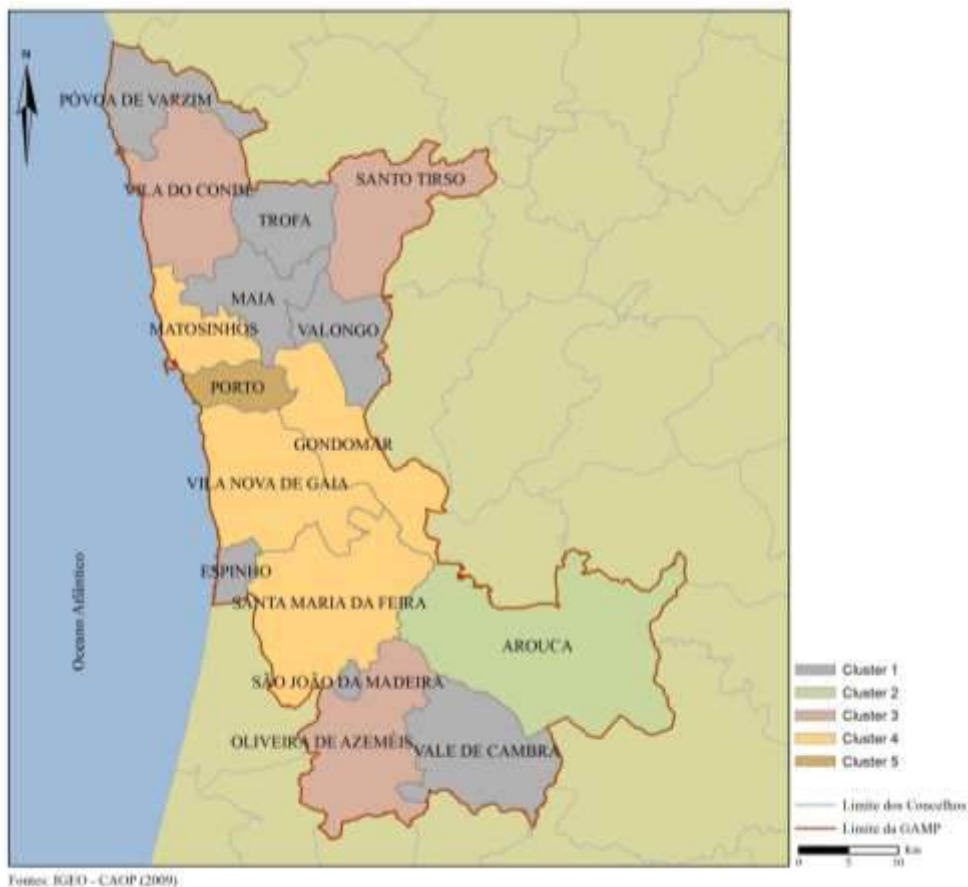 N
PÓVOA DE VARZIM
VILA DO CONDE
SANTO TIRSO
TROFA
MAIA
MATOSINHOS
VALONGO
PORTO
GONDOMAR
VILA NOVA DE GAIA
ESPINHO
SANTA MARIA DA FEIRA
AROUCA
SÃO JOÃO DA MADEIRA
OLIVEIRA DE AZEMÉIS
VALE DE CAMBRA
Oceano Atlântico
Cluster 1
Cluster 2
Cluster 3
Cluster 4
Cluster 5
Limite dos Concelhos
Limite da GAMP
Km
0 5 10
Fontes: IGEO - CAOP (2009)